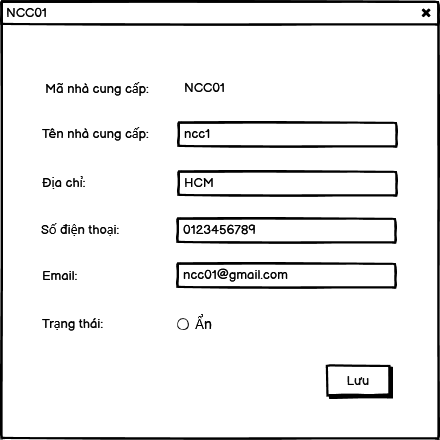 NCC01
Mã nhà cung cấp: NCC01
Tên nhà cung cấp: ncc1
Địa chỉ: HCM
Số điện thoại: 0123456789
Email: ncc01@gmail.com
Trạng thái: Ẩn
Lưu